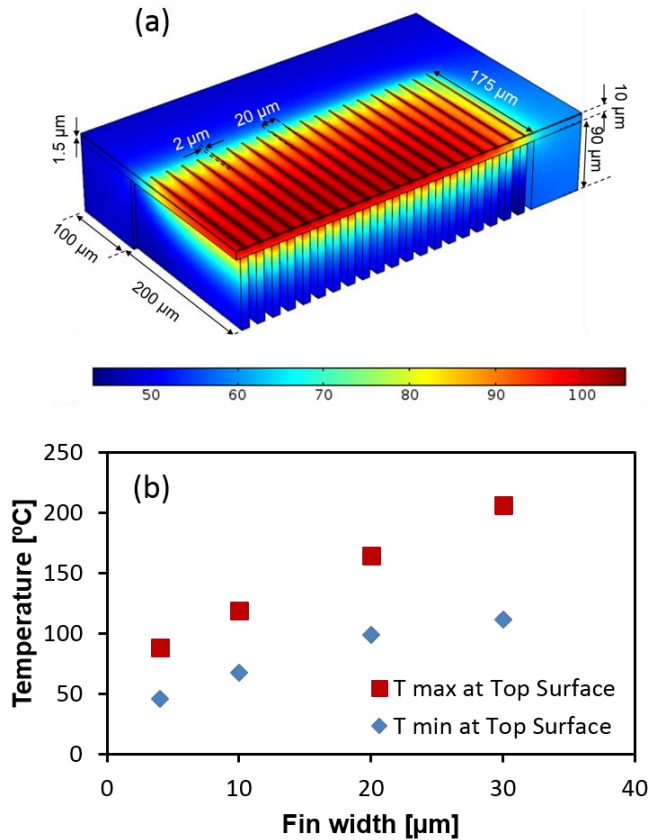 (a)
175 µm
10 µm
20 µm
2 µm
90 µm
1.5 µm
100 µm
200 µm
50 60 70 80 90 100
250
(b)
200
150
100
50
0
Temperature [ºC]
T max at Top Surface
T min at Top Surface
0 10 20 30 40
Fin width [µm]